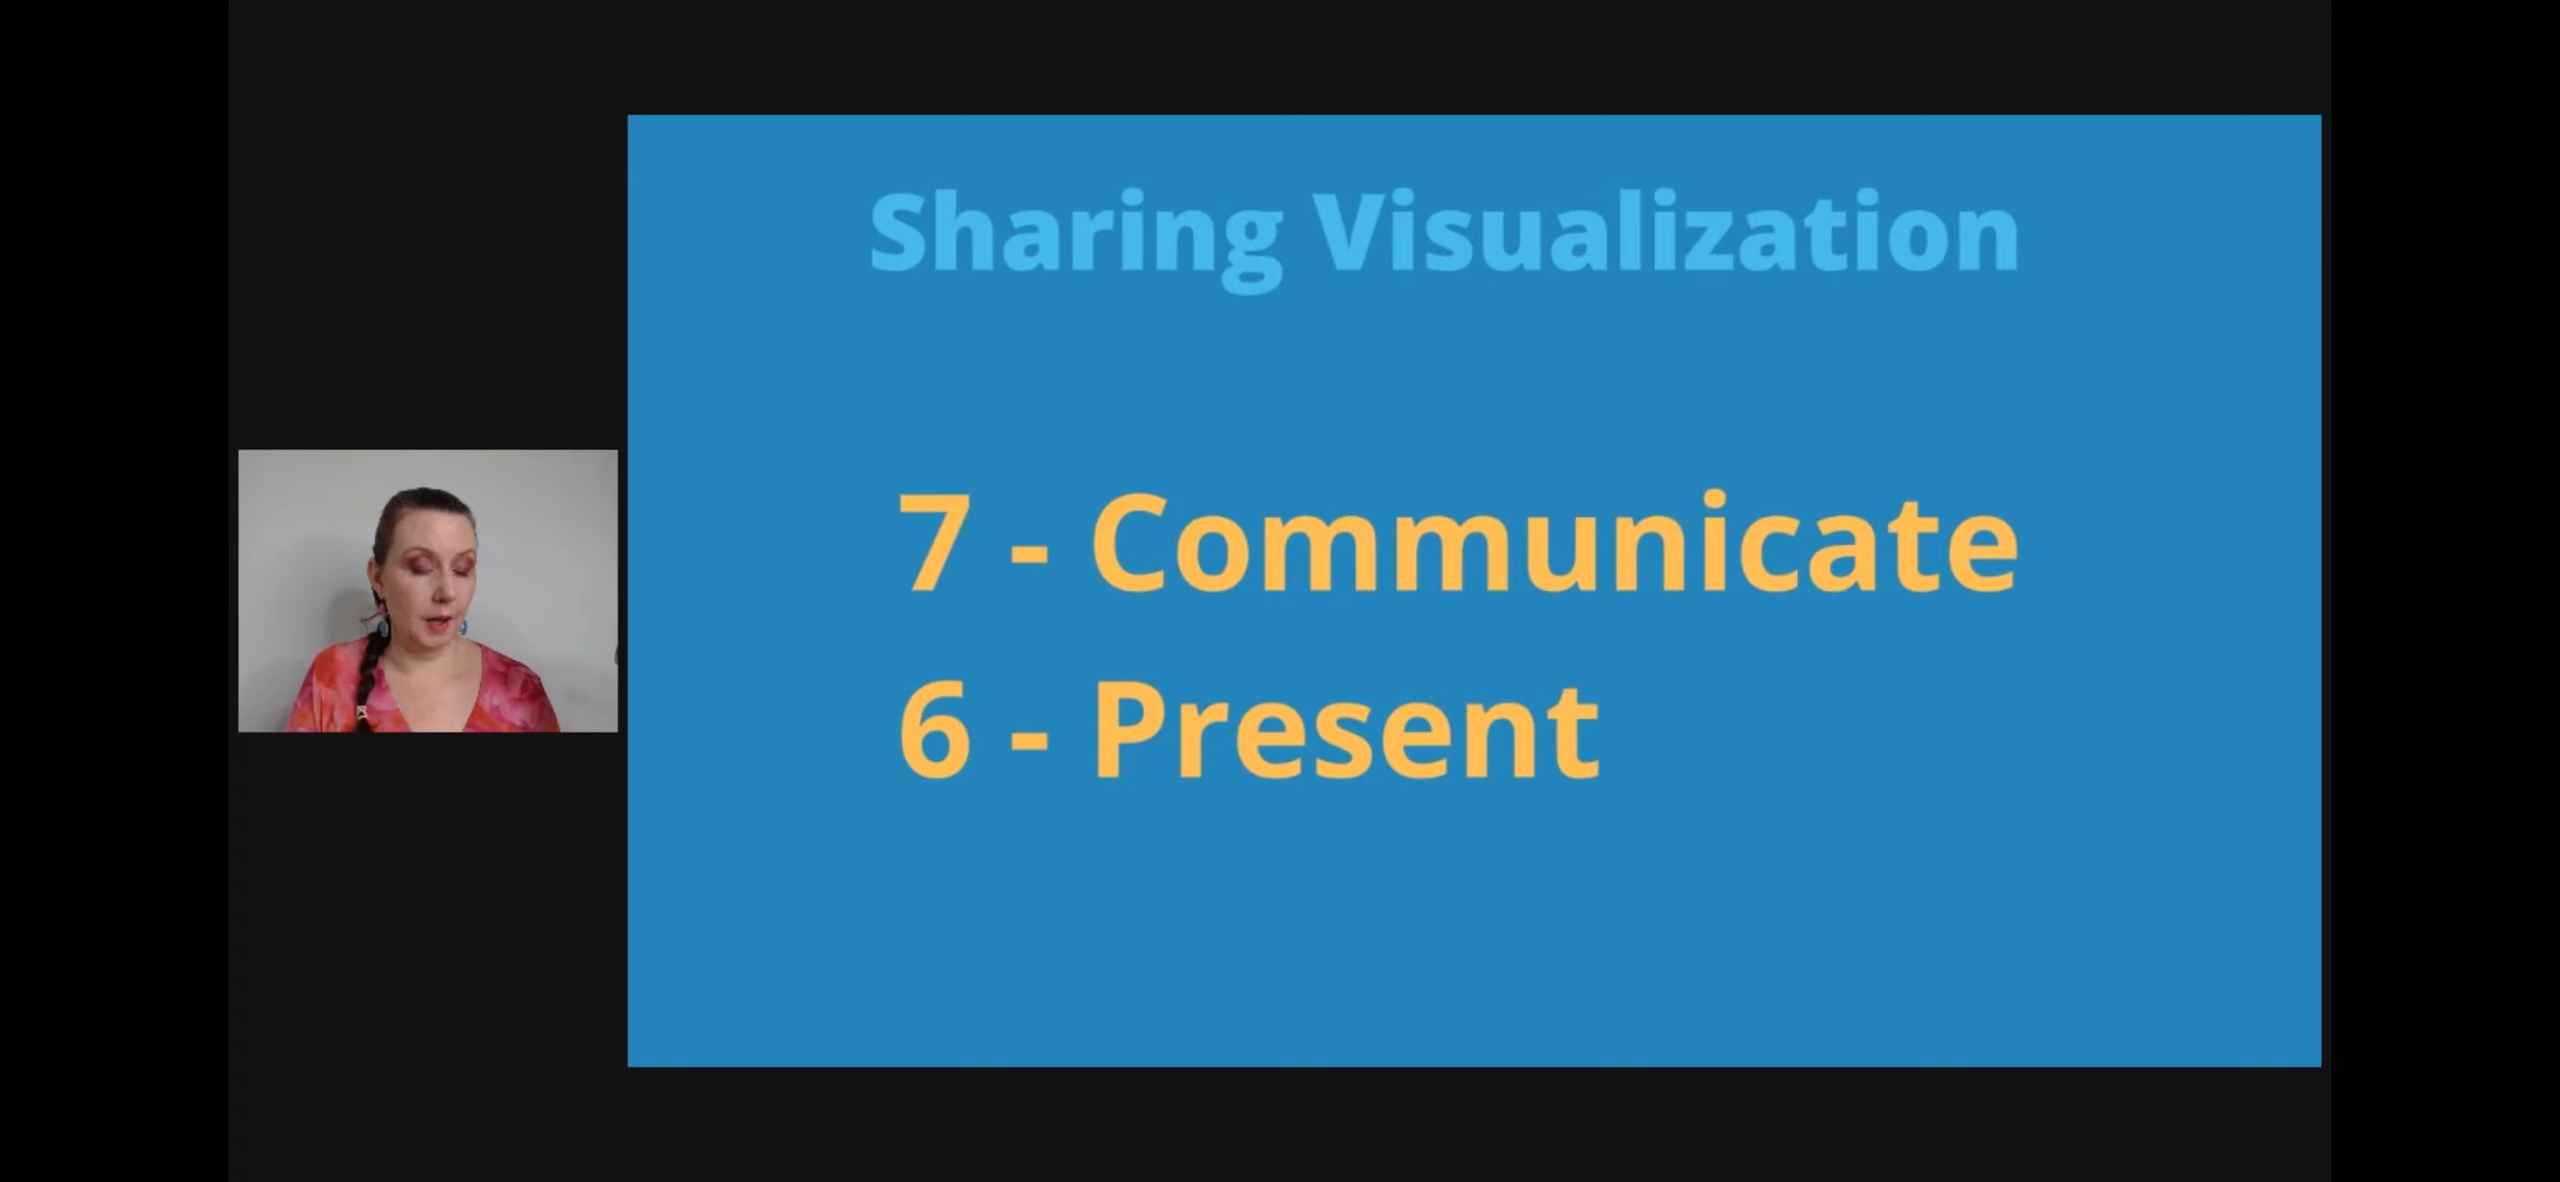 Sharing Visualization
7 - Communicate
6 - Present